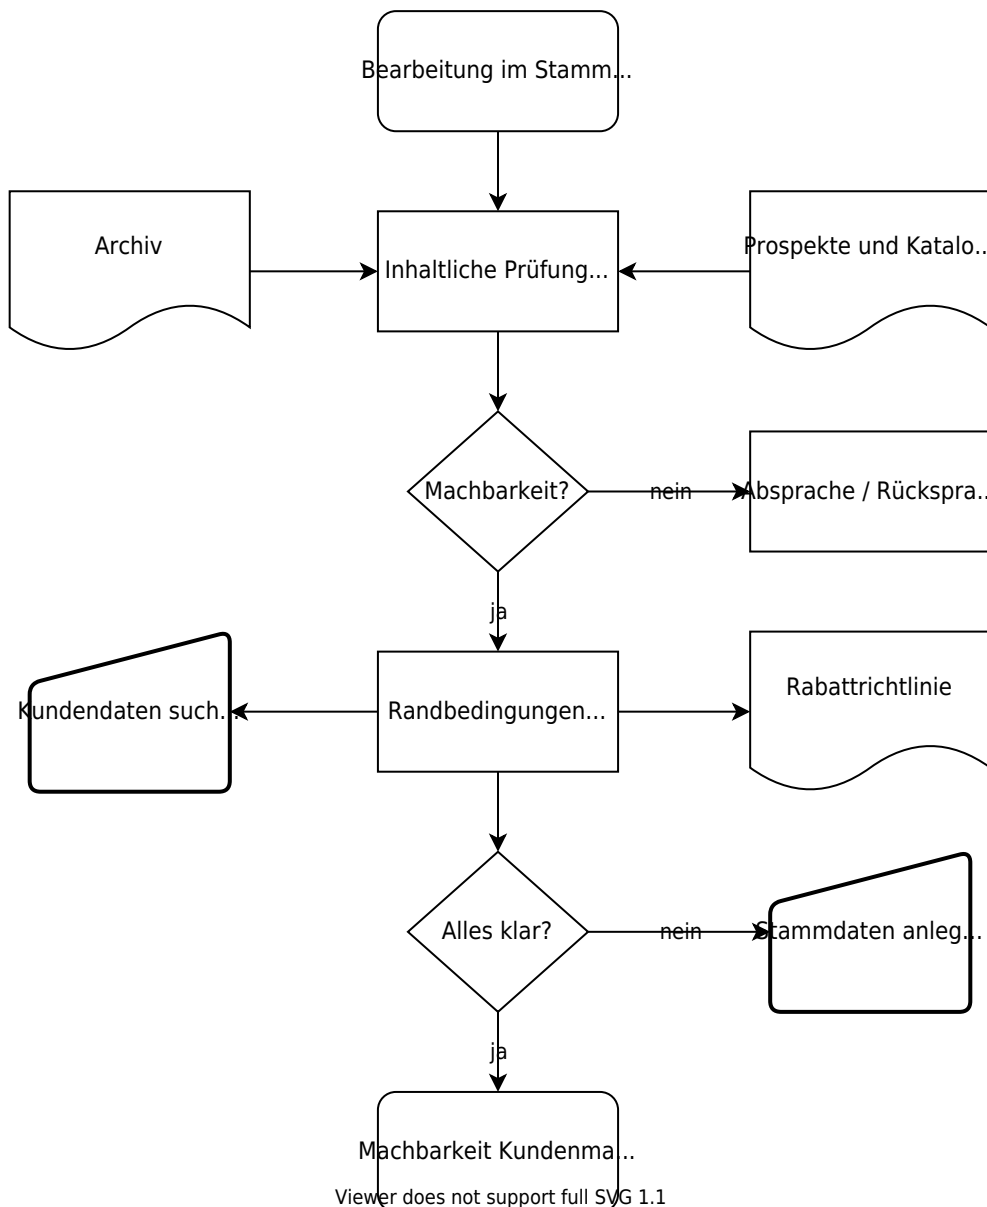 Bearbeitung im Stamm...
Archiv
Inhaltliche Prüfung...
Prospekte und Katalo...
Machbarkeit?
nein
Absprache / Rückspra...
ja
Kundendaten such...
Randbedingungen...
Rabattrichtlinie
Alles klar?
nein
Stammdaten anleg...
ja
Machbarkeit Kundenma...
Viewer does not support full SVG 1.1